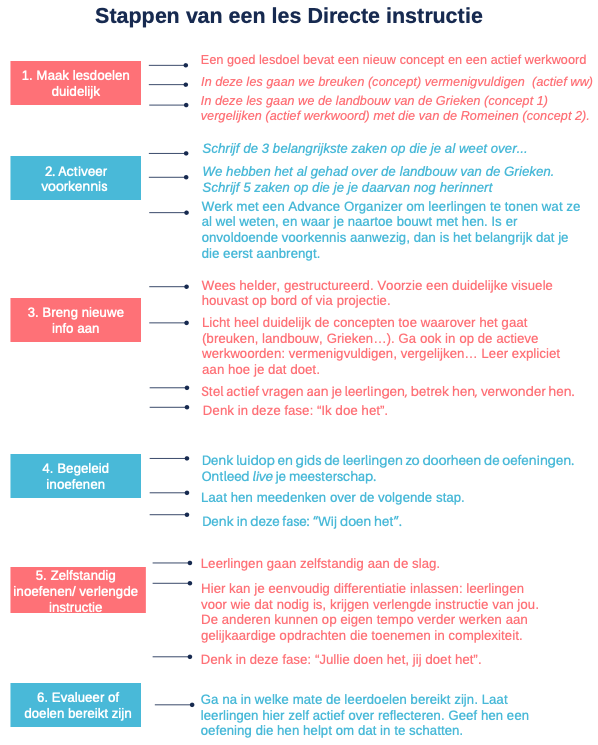 Stappen van een les Directe instructie
1. Maak lesdoelen
duidelijk
Een goed lesdoel bevat een nieuw concept en een actief werkwoord
In deze les gaan we breuken (concept) vermenigvuldigen (actief ww)
In deze les gaan we de landbouw van de Grieken (concept 1)
vergelijken (actief werkwoord) met die van de Romeinen (concept 2).
2. Activeer
voorkennis
Schrijf de 3 belangrijkste zaken op die je al weet over...
We hebben het al gehad over de landbouw van de Grieken.
Schrijf 5 zaken op die je je daarvan nog herinnert
Werk met een Advance Organizer om leerlingen te tonen wat ze
al wel weten, en waar je naartoe bouwt met hen. Is er
onvoldoende voorkennis aanwezig, dan is het belangrijk dat je
die eerst aanbrengt.
3. Breng nieuwe
info aan
Wees helder, gestructureerd. Voorzie een duidelijke visuele
houvast op bord of via projectie.
Licht heel duidelijk de concepten toe waarover het gaat
(breuken, landbouw, Grieken…). Ga ook in op de actieve
werkwoorden: vermenigvuldigen, vergelijken… Leer expliciet
aan hoe je dat doet.
Stel actief vragen aan je leerlingen, betrek hen, verwonder hen.
Denk in deze fase: “Ik doe het”.
4. Begeleid
inoefenen
Denk luidop en gids de leerlingen zo doorheen de oefeningen.
Ontleed live je meesterschap.
Laat hen meedenken over de volgende stap.
Denk in deze fase: “Wij doen het”.
5. Zelfstandig
inoefenen/ verlengde
instructie
Leerlingen gaan zelfstandig aan de slag.
Hier kan je eenvoudig differentiatie inlassen: leerlingen
voor wie dat nodig is, krijgen verlengde instructie van jou.
De anderen kunnen op eigen tempo verder werken aan
gelijkaardige opdrachten die toenemen in complexiteit.
Denk in deze fase: “Jullie doen het, jij doet het”.
6. Evalueer of
doelen bereikt zijn
Ga na in welke mate de leerdoelen bereikt zijn. Laat
leerlingen hier zelf actief over reflecteren. Geef hen een
oefening die hen helpt om dat in te schatten.